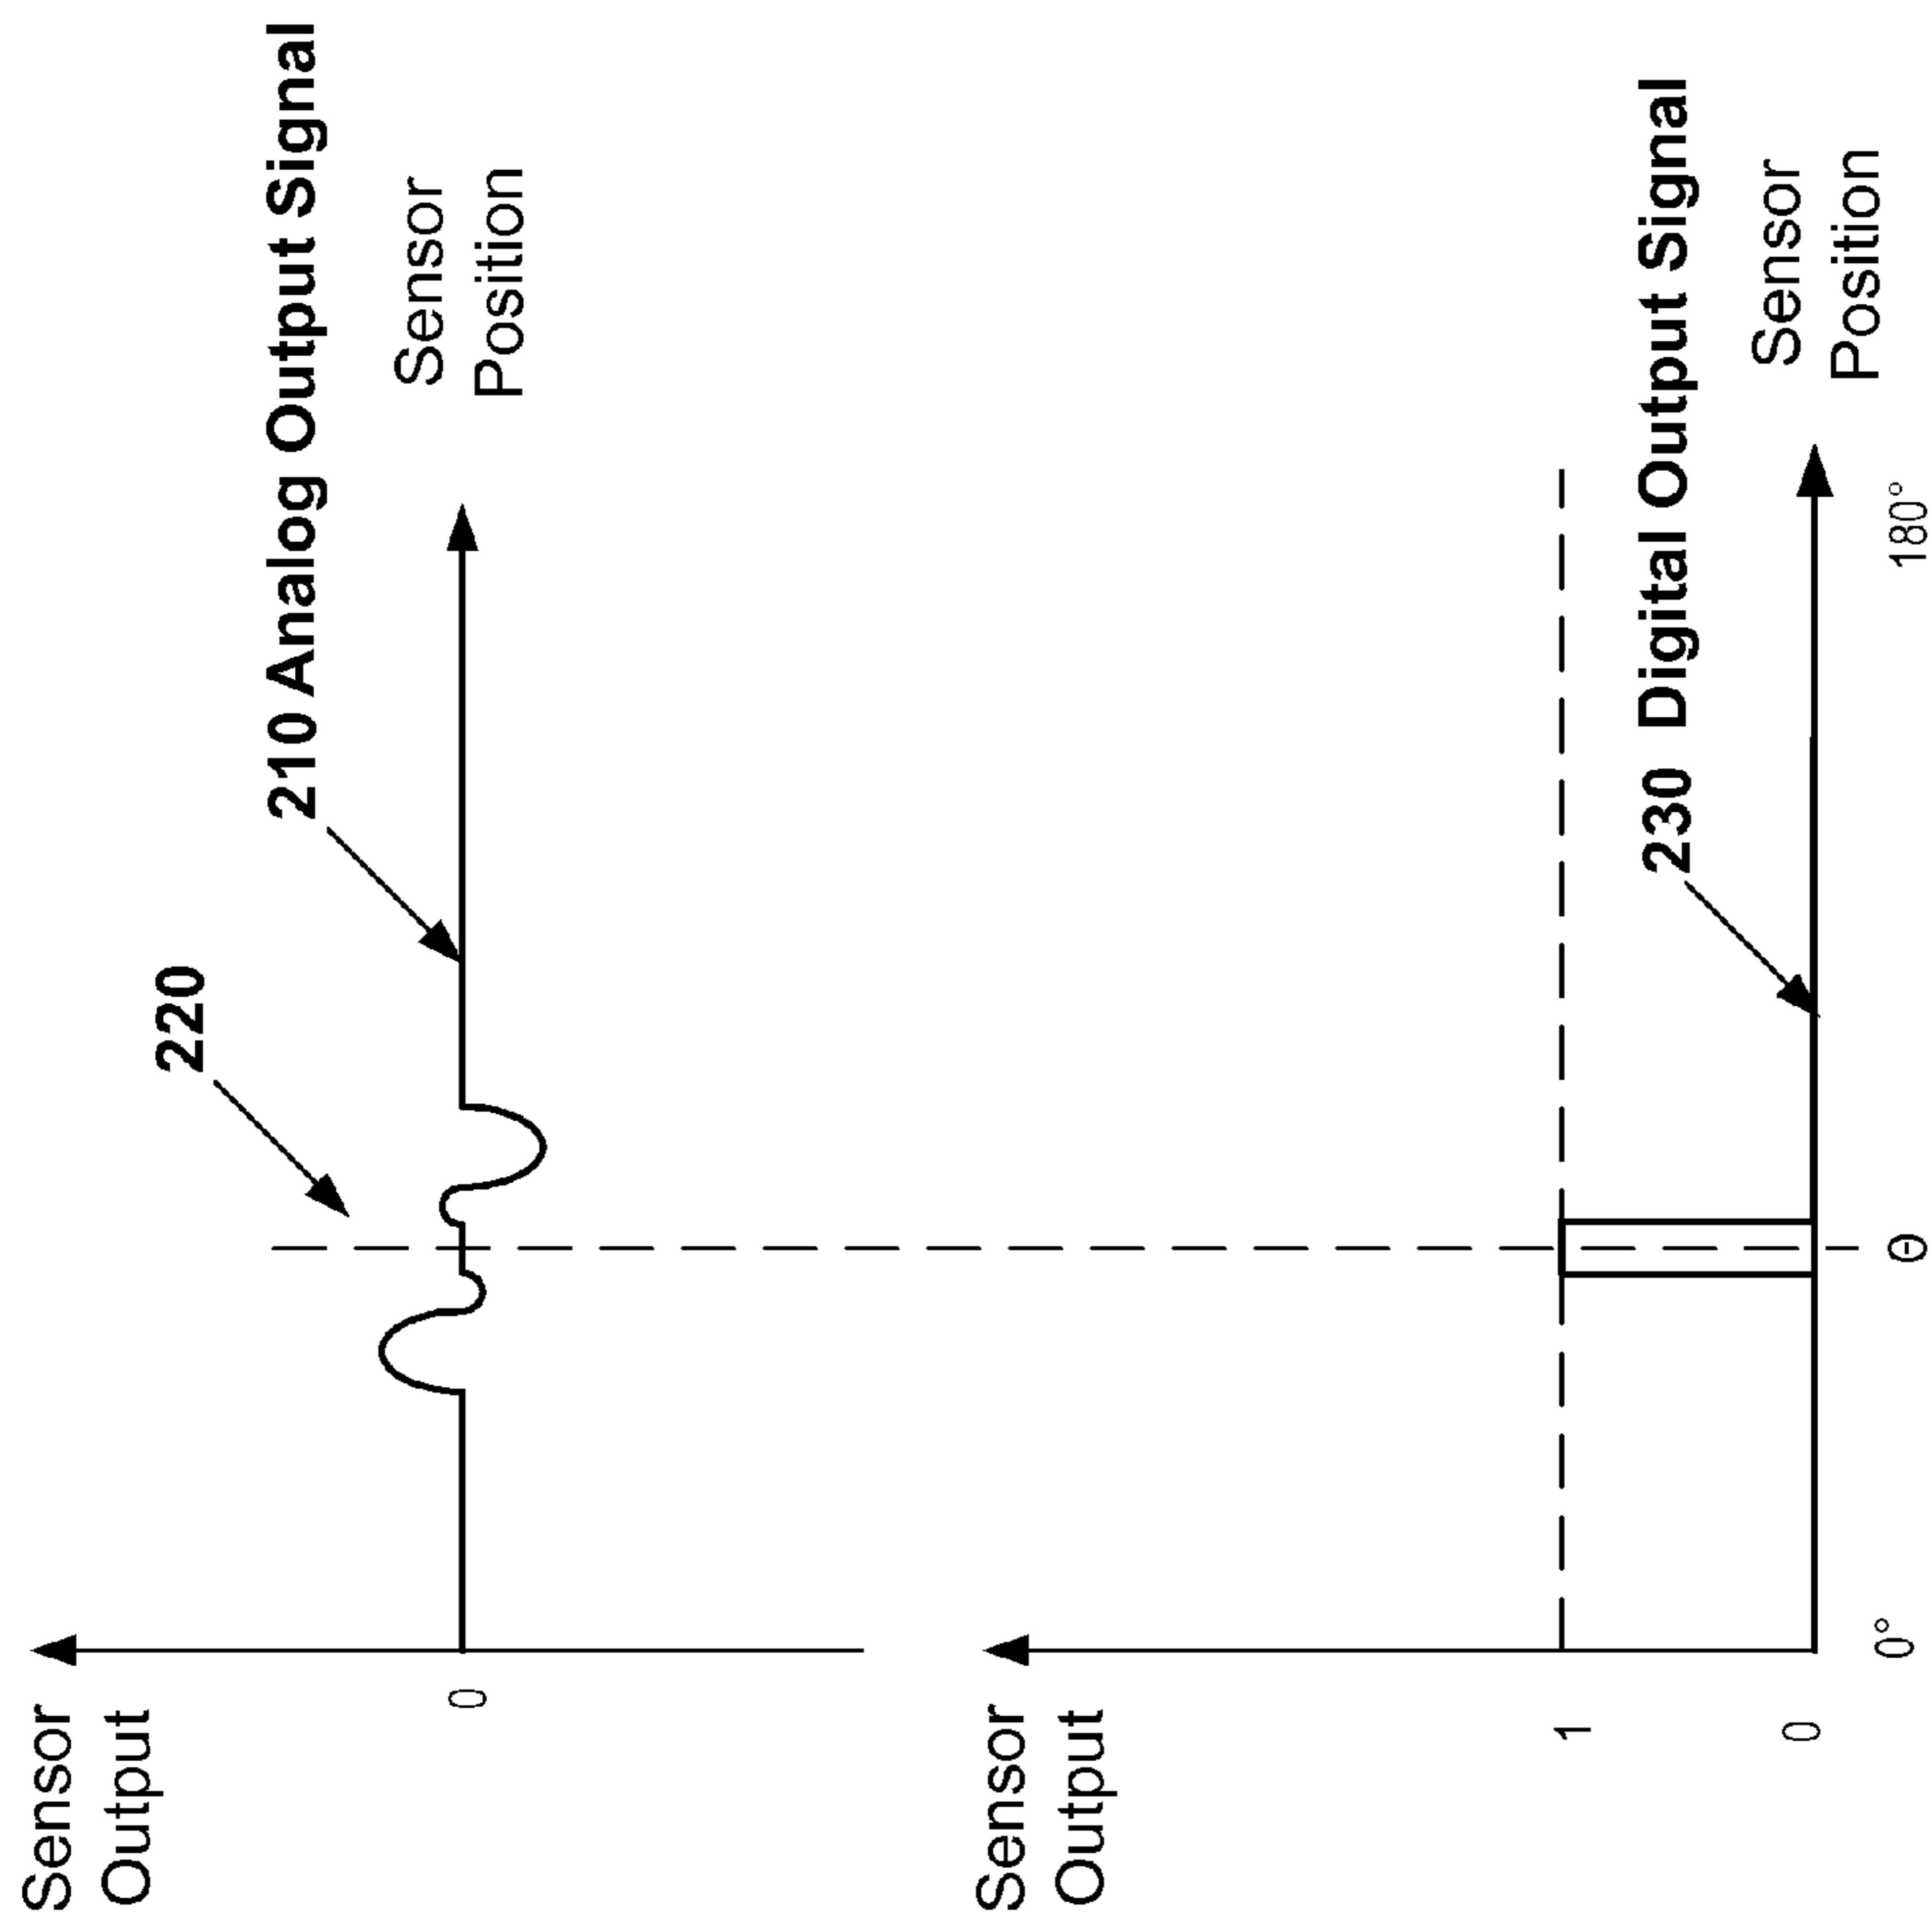 Sensor
Output
220
210 Analog Output Signal
0
Sensor
Position
Sensor
Output
1
230 Digital Output Signal
0
Sensor
Position
0°
θ
180°